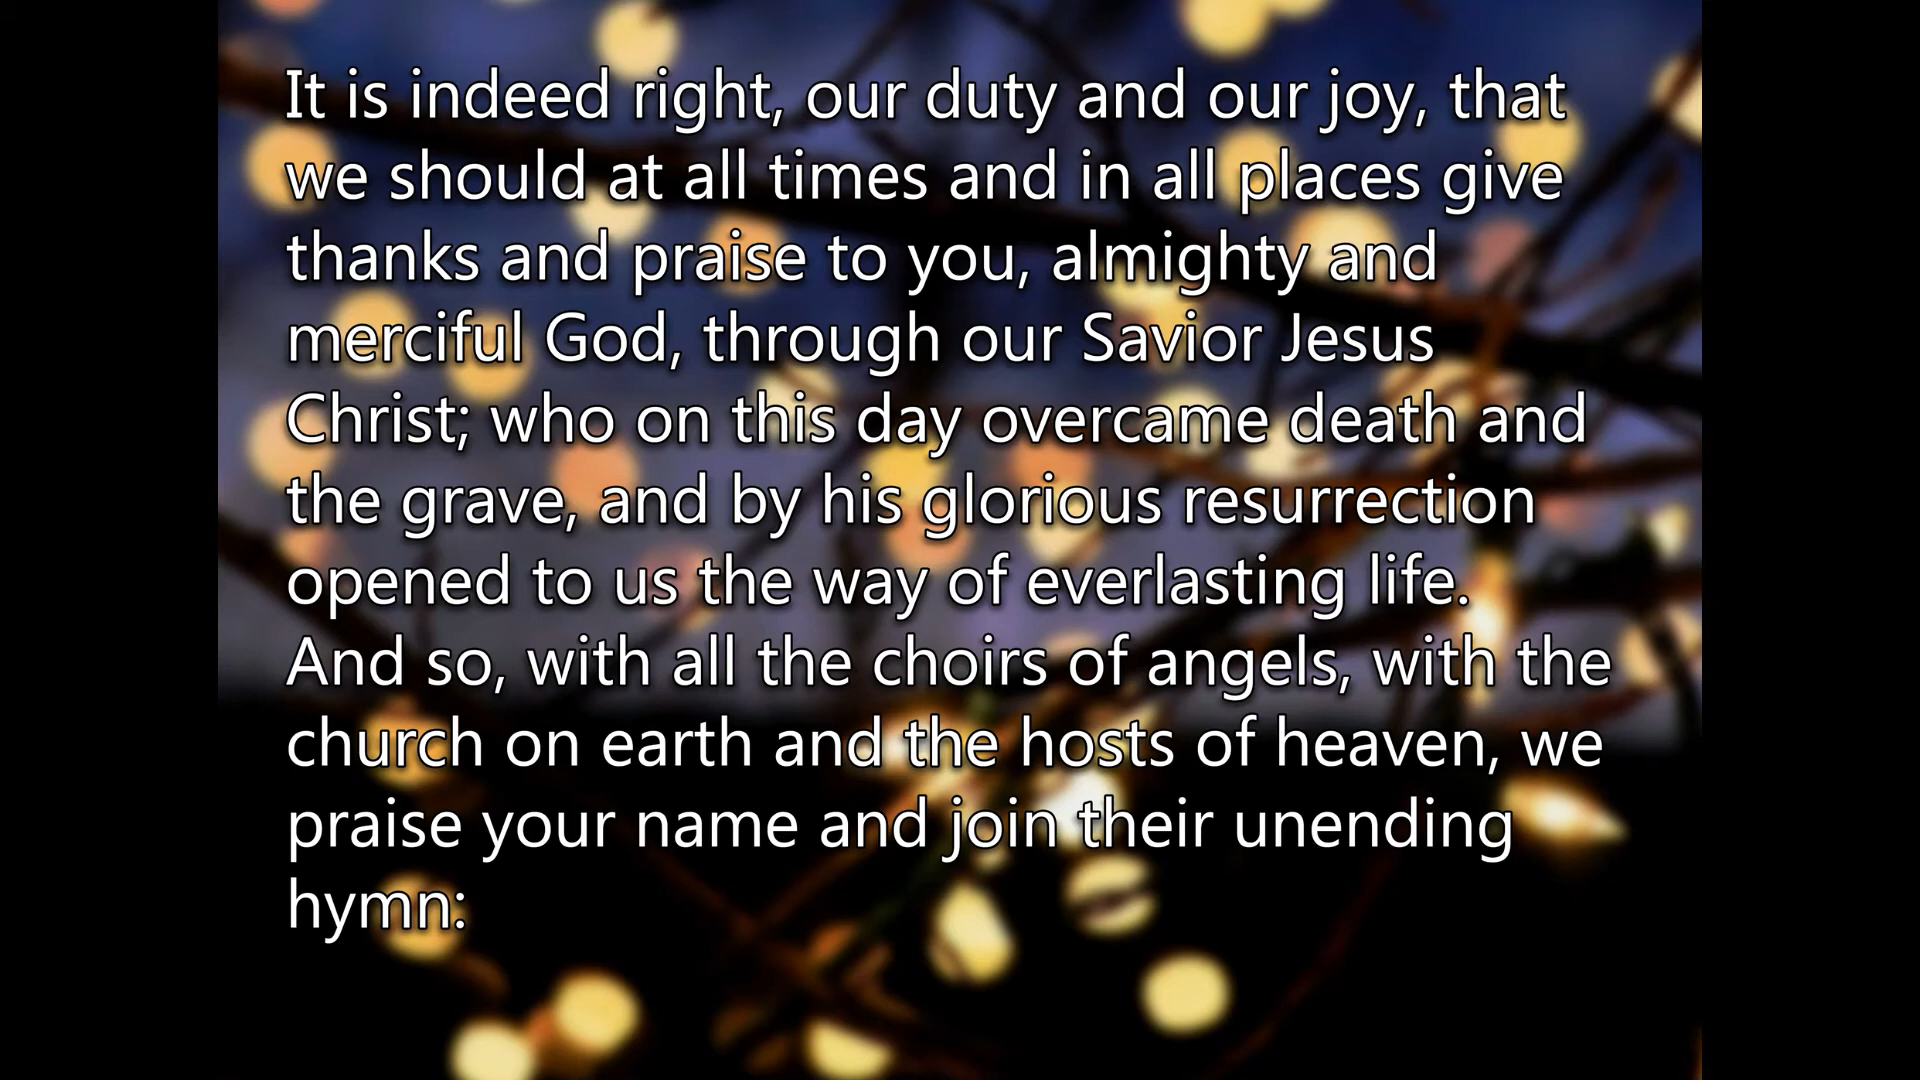 It is indeed right, our duty and our joy, that
we should at all times and in all places give
thanks and praise to you, almighty and
merciful God, through our Savior Jesus
Christ; who on this day overcame death and
the grave, and by his glorious resurrection
opened to us the way of everlasting life.
And so, with all the choirs of angels, with the
church on earth and the hosts of heaven, we
praise your name and join their unending
hymn: